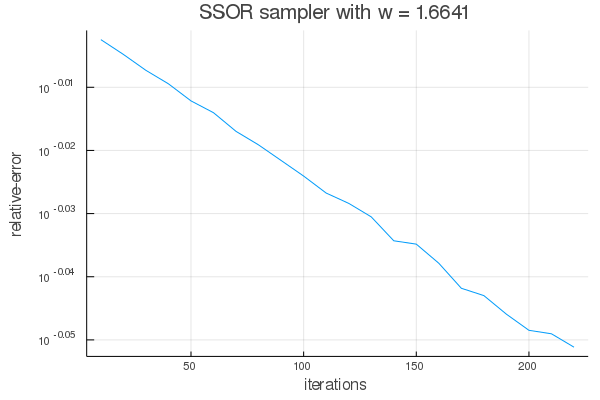 SSOR sampler with w = 1.6641
relative-error
10^-0.01
10^-0.02
10^-0.03
10^-0.04
10^-0.05
50 100 150 200
iterations